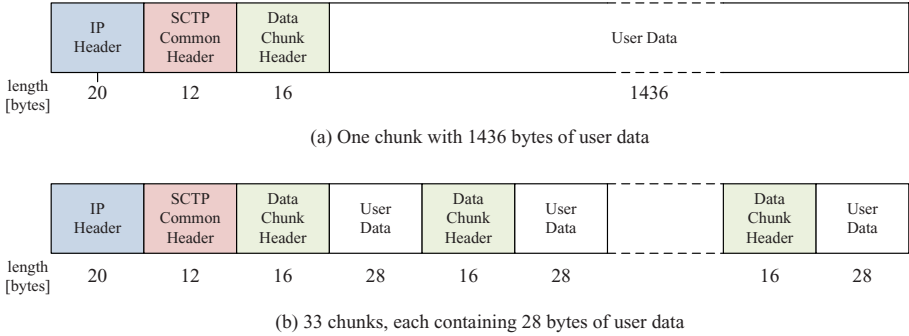 IP
Header
SCTP
Common
Header
Data
Chunk
Header
User Data
length
[bytes]
20
12
16
1436
(a) One chunk with 1436 bytes of user data
IP
Header
SCTP
Common
Header
Data
Chunk
Header
User
Data
Data
Chunk
Header
User
Data
Data
Chunk
Header
User
Data
length
[bytes]
20
12
16
28
16
28
16
28
(b) 33 chunks, each containing 28 bytes of user data